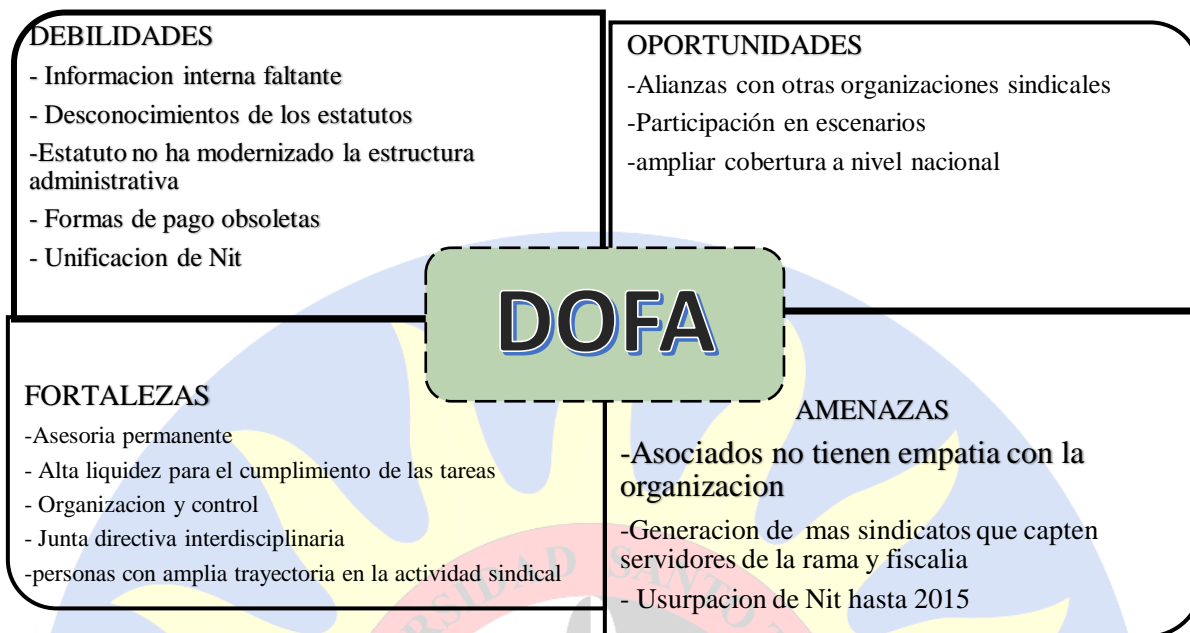 DEBILIDADES
- Informacion interna faltante
- Desconocimientos de los estatutos
-Estatuto no ha modernizado la estructura
administrativa
- Formas de pago obsoletas
- Unificacion de Nit
OPORTUNIDADES
-Alianzas con otras organizaciones sindicales
-Participación en escenarios
-ampliar cobertura a nivel nacional
DOFA
FORTALEZAS
-Asesoria permanente
- Alta liquidez para el cumplimiento de las tareas
- Organizacion y control
- Junta directiva interdisciplinaria
-personas con amplia trayectoria en la actividad sindical
AMENAZAS
-Asociados no tienen empatia con la
organizacion
-Generacion de mas sindicatos que capten
servidores de la rama y fiscalia
- Usurpacion de Nit hasta 2015